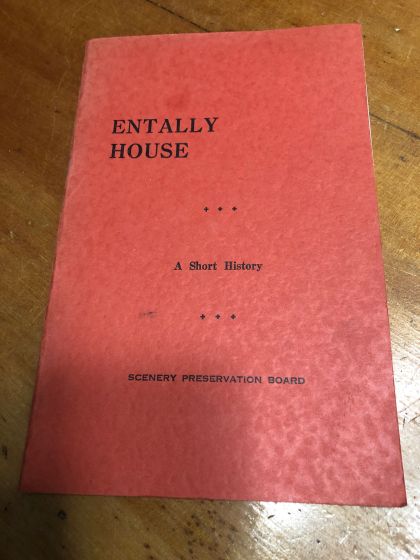 ENTALLY
HOUSE
A Short History
SCENERY PRESERVATION BOARD